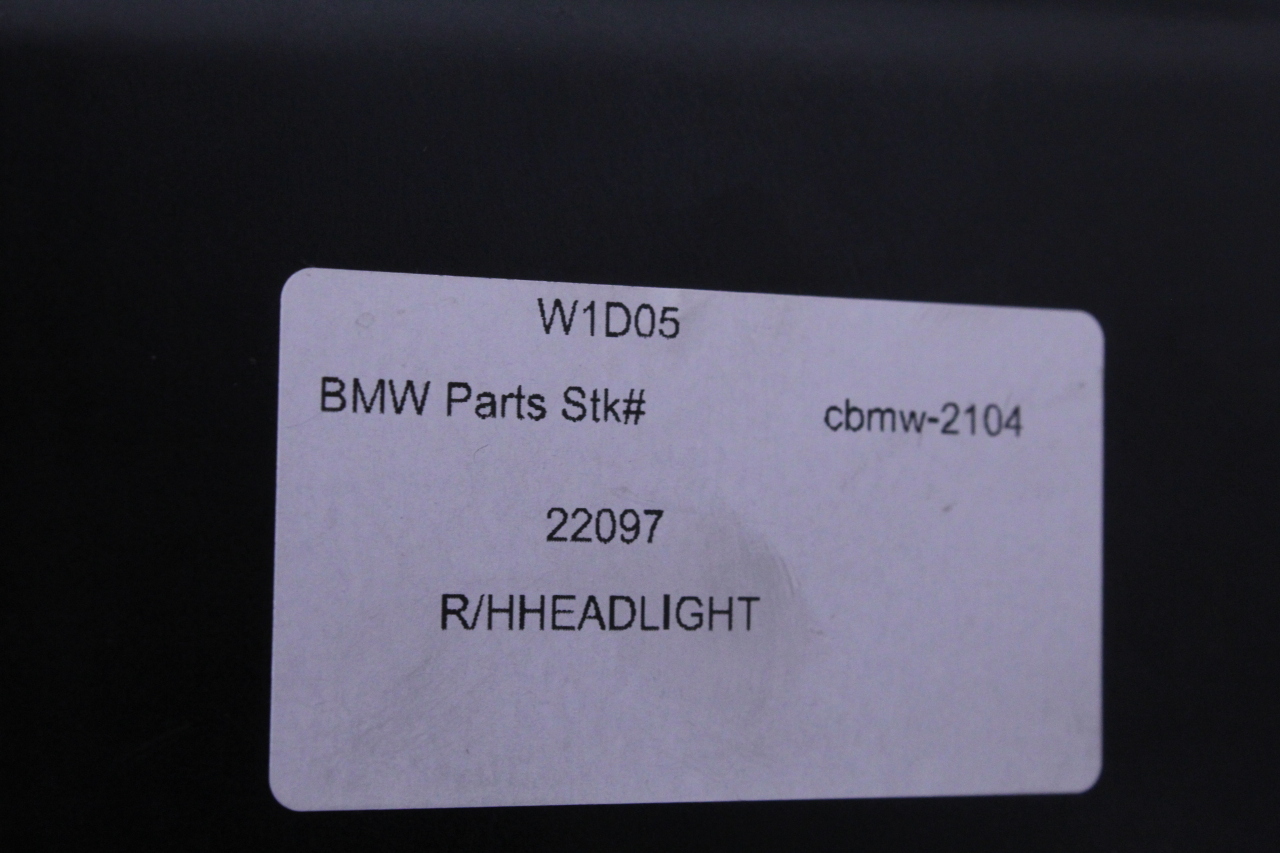 W1D05
BMW Parts Stk# cbmw-2104
22097
R/HHEADLIGHT